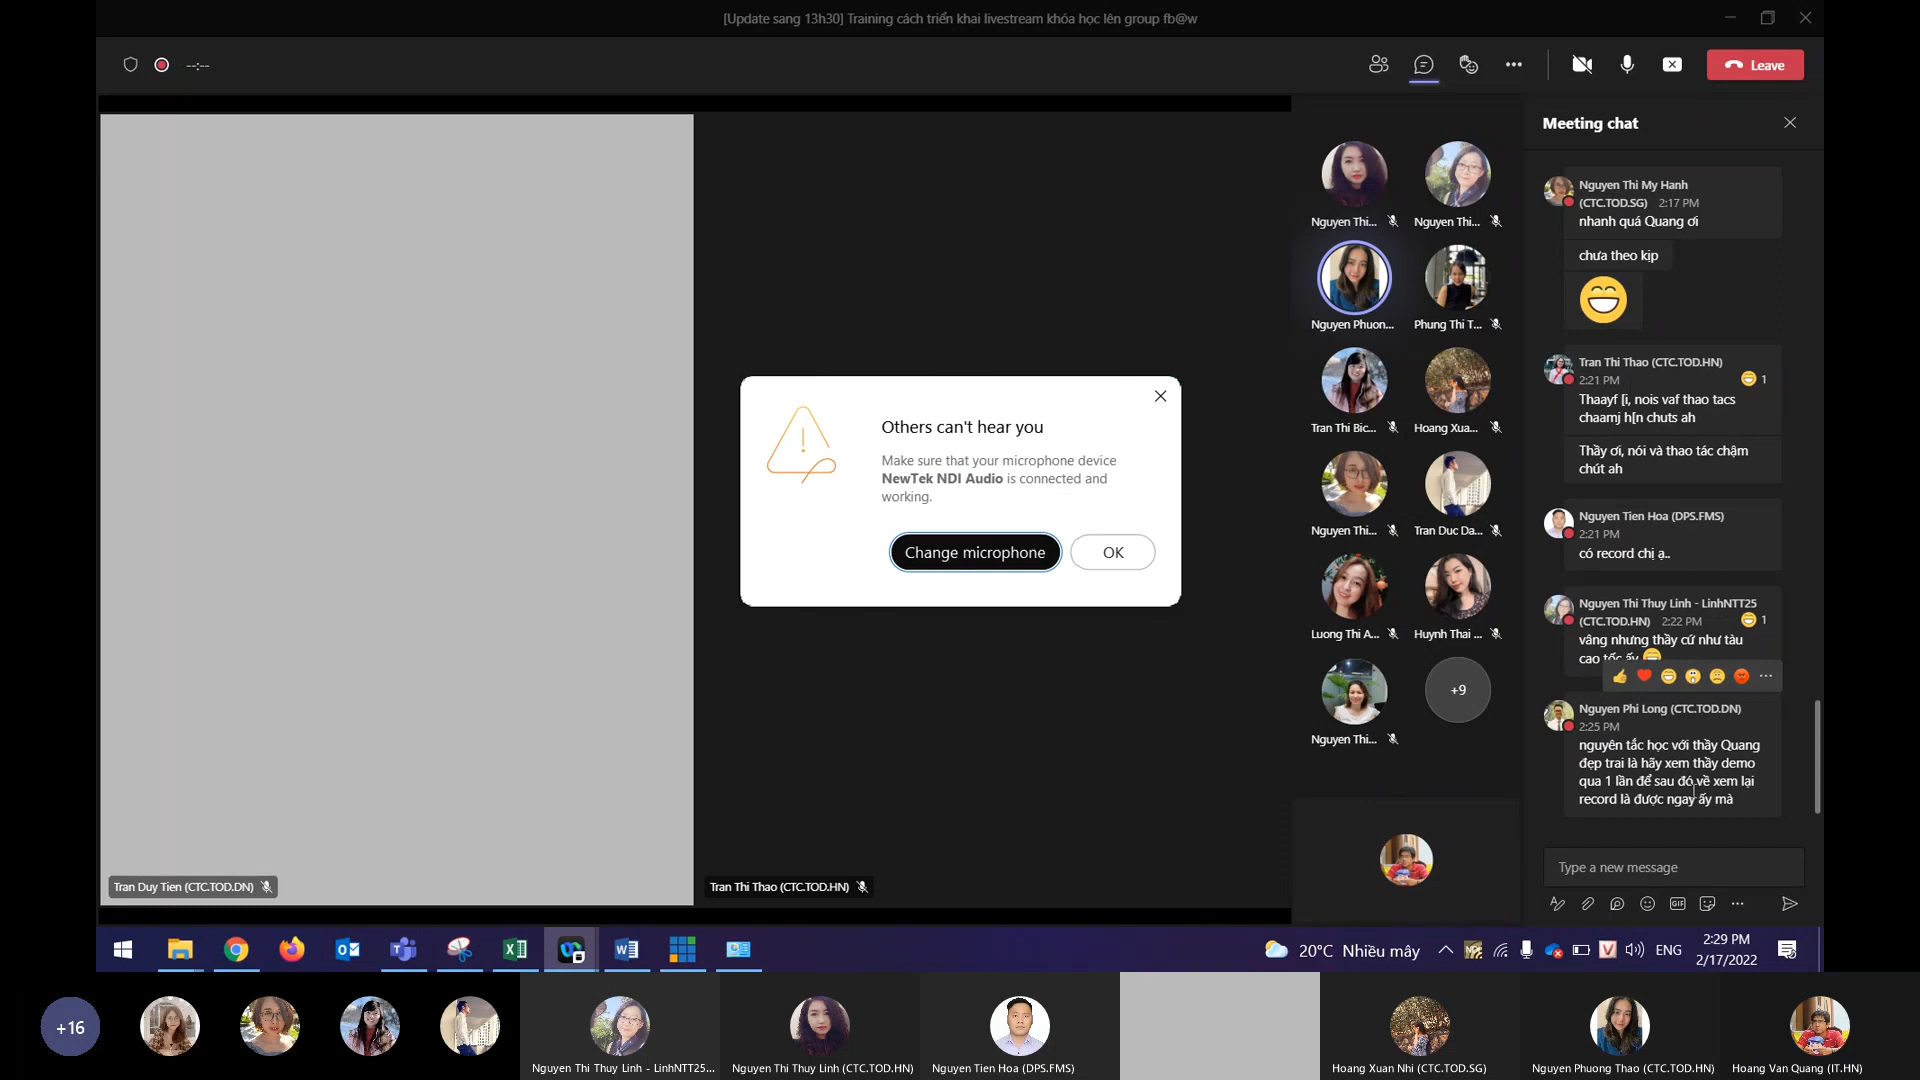 [Update sang 13h30] Training cách triển khai livestream khóa học lên group fb@w
--:--
Leave
Meeting chat
Nguyen Thi My Hanh
(CTC.TOD.SG) 2:17 PM
nhanh quá Quang ơi
chưa theo kịp
Tran Thi Thao (CTC.TOD.HN)
2:21 PM
1
Thaayf [i, nois vaf thao tacs
chaamj h[n chuts ah
Thầy ơi, nói và thao tác chậm
chút ah
Nguyen Tien Hoa (DPS.FMS)
2:21 PM
có record chị ạ..
Nguyen Thi Thuy Linh - LinhNTT25
(CTC.TOD.HN) 2:22 PM
1
vâng nhưng thầy cứ như tàu
cao tốc ấy
Nguyen Phi Long (CTC.TOD.DN)
2:25 PM
nguyên tắc học với thầy Quang
đẹp trai là hãy xem thầy demo
qua 1 lần để sau đó về xem lại
record là được ngay ấy mà
Type a new message
GIF
Nguyen Thi...
Nguyen Thi...
Nguyen Phuon...
Phung Thi T...
Tran Thi Bic...
Hoang Xua...
Nguyen Thi...
Tran Duc Da...
Luong Thi A...
Huynh Thai ...
Nguyen Thi...
+9
Others can't hear you
Make sure that your microphone device
NewTek NDI Audio is connected and
working.
Change microphone
OK
Tran Duy Tien (CTC.TOD.DN)
Tran Thi Thao (CTC.TOD.HN)
20°C Nhiều mây
ENG
2:29 PM
2/17/2022
+16
Nguyen Thi Thuy Linh - LinhNTT25...
Nguyen Thi Thuy Linh (CTC.TOD.HN)
Nguyen Tien Hoa (DPS.FMS)
Hoang Xuan Nhi (CTC.TOD.SG)
Nguyen Phuong Thao (CTC.TOD.HN)
Hoang Van Quang (IT.HN)